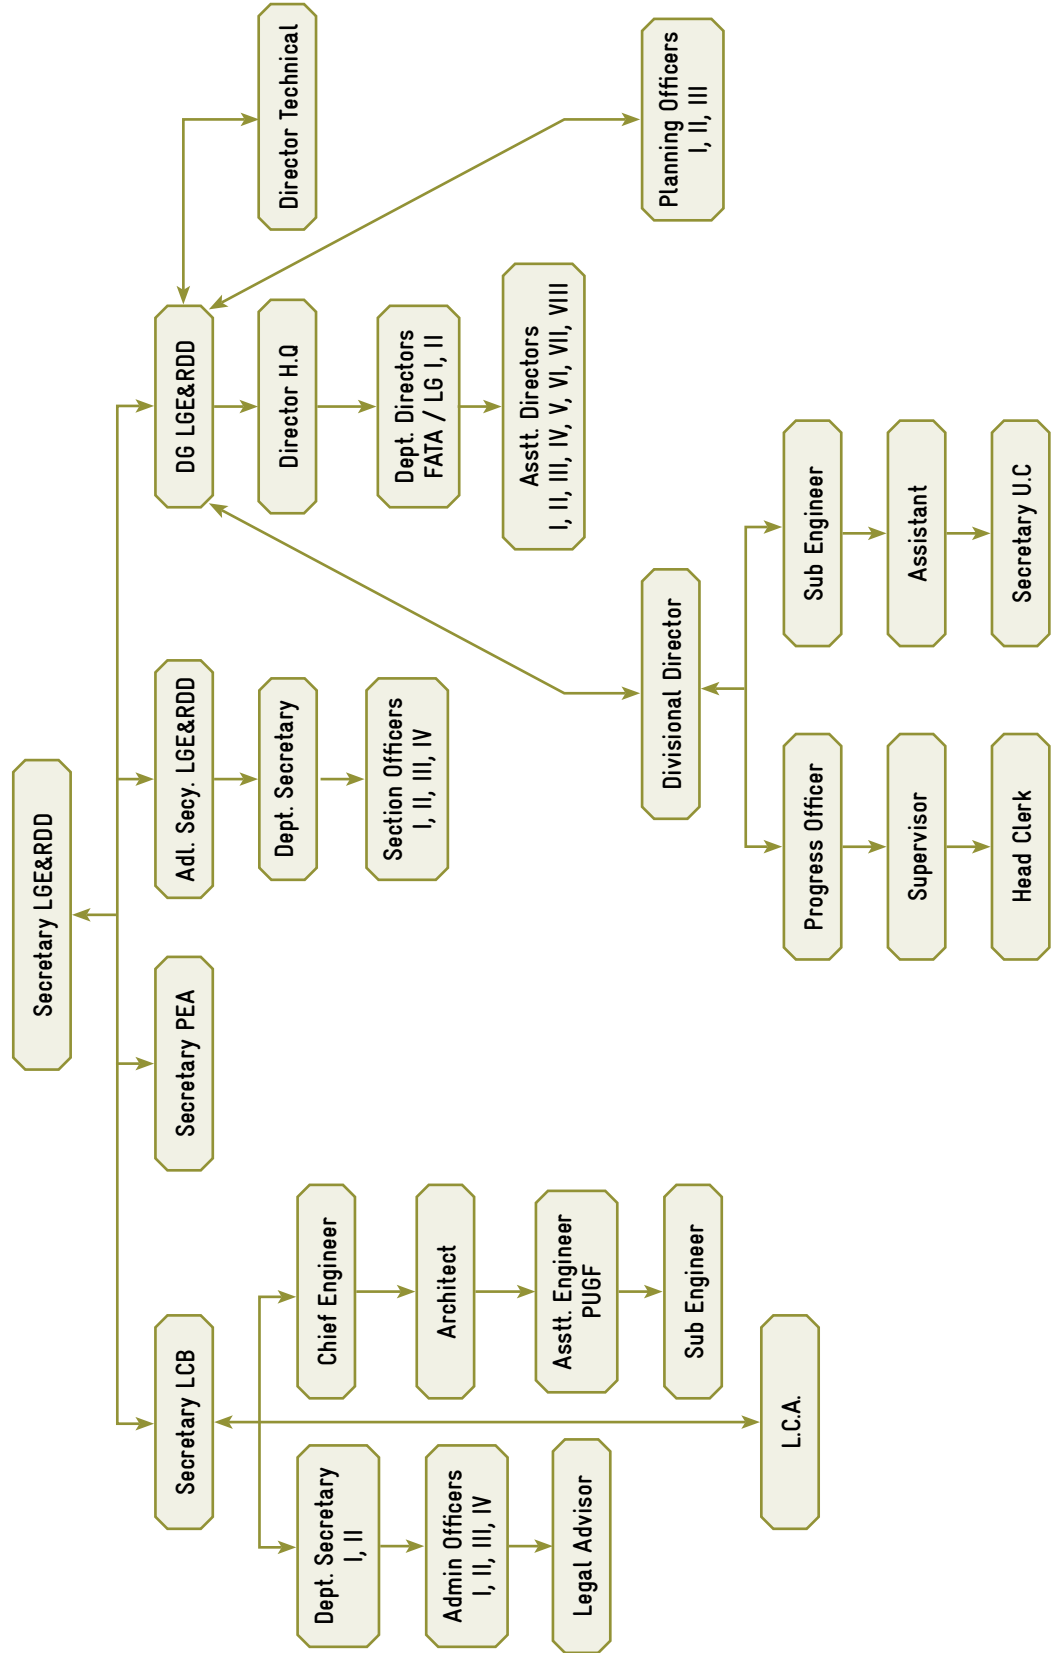 Secretary LGE&RDD
Secretary LCB
Secretary PEA
Adl. Secy. LGE&RDD
DG LGE&RDD
Director Technical
Dept. Secretary
I, II
Admin Officers
I, II, III, IV
Legal Advisor
Chief Engineer
Architect
Asstt. Engineer
PUGF
Sub Engineer
L.C.A.
Dept. Secretary
Section Officers
I, II, III, IV
Director H.Q
Dept. Directors
FATA / LG I, II
Asstt. Directors
I, II, III, IV, V, VI, VII, VIII
Planning Officers
I, II, III
Divisional Director
Progress Officer
Supervisor
Head Clerk
Sub Engineer
Assistant
Secretary U.C